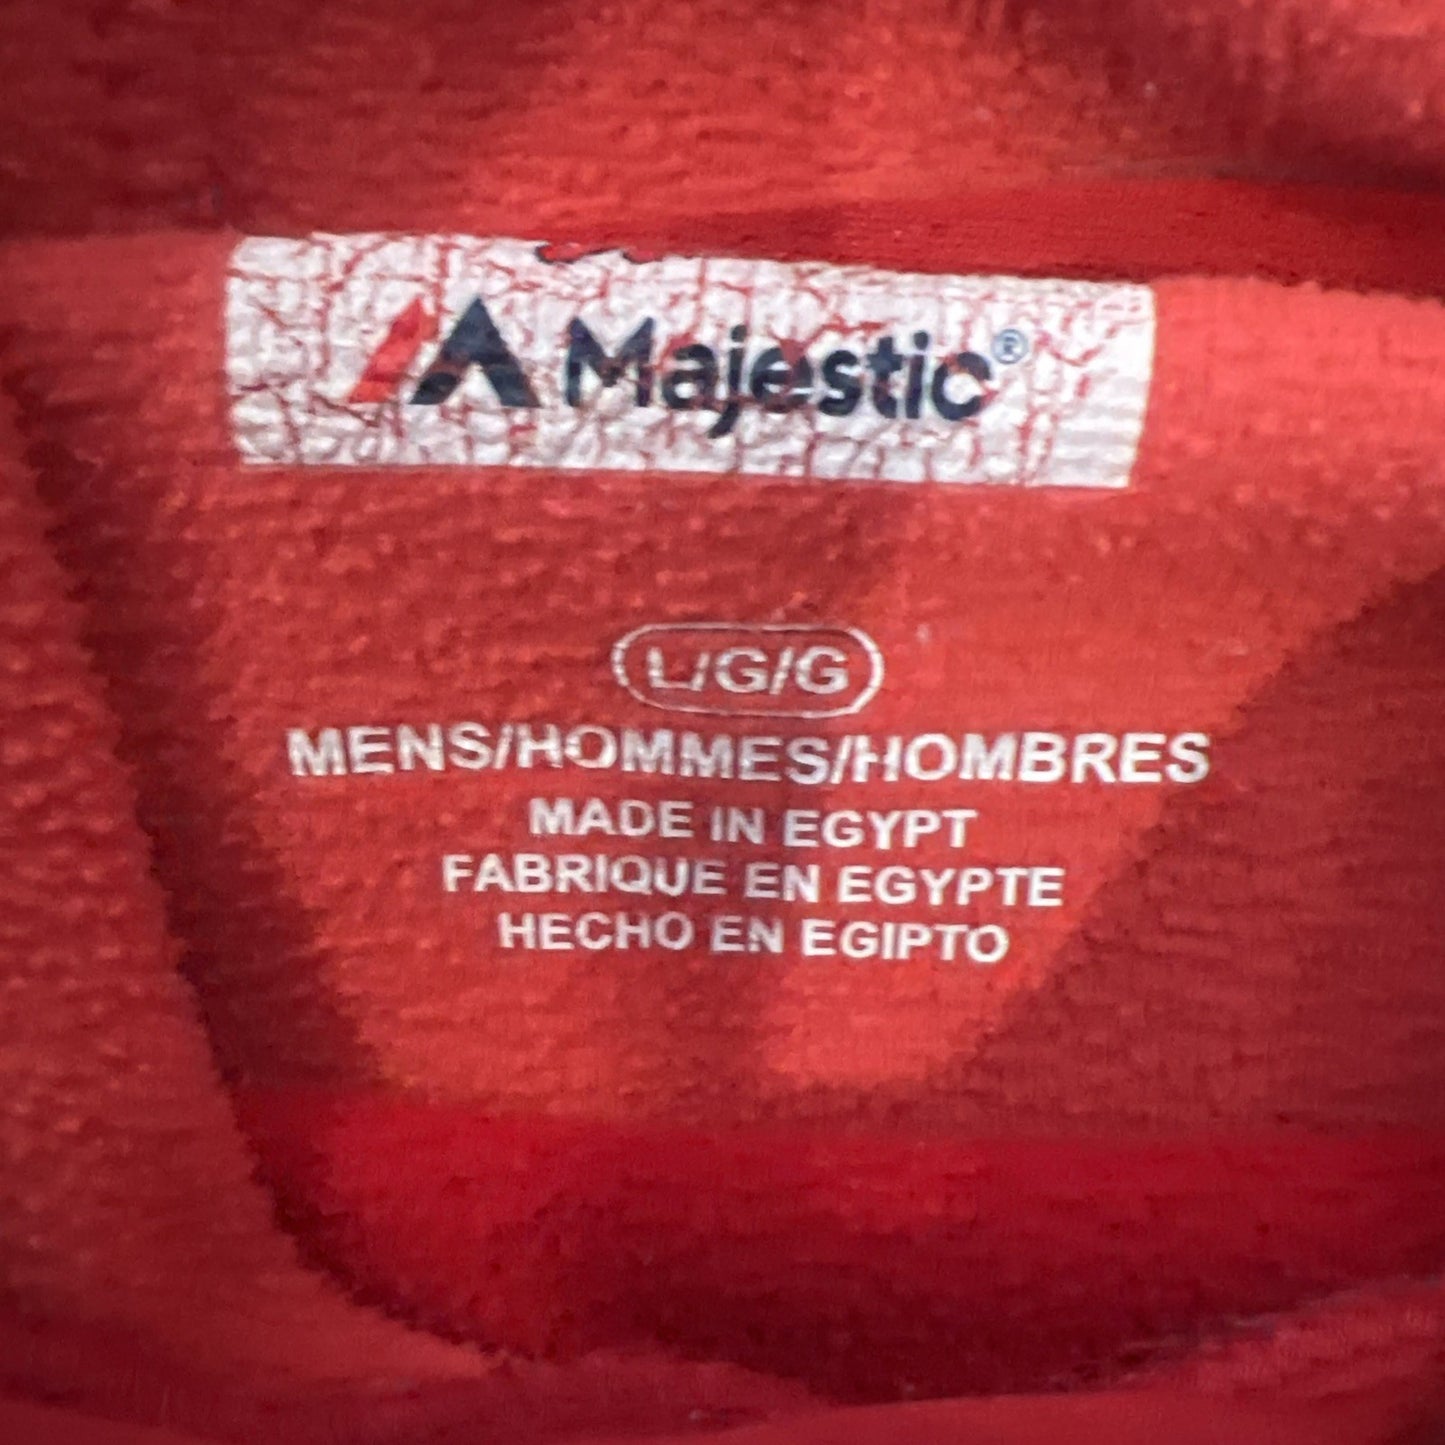 Majestic®
L/G/G
MENS/HOMMES/HOMBRES
MADE IN EGYPT
FABRIQUE EN EGYPTE
HECHO EN EGIPTO